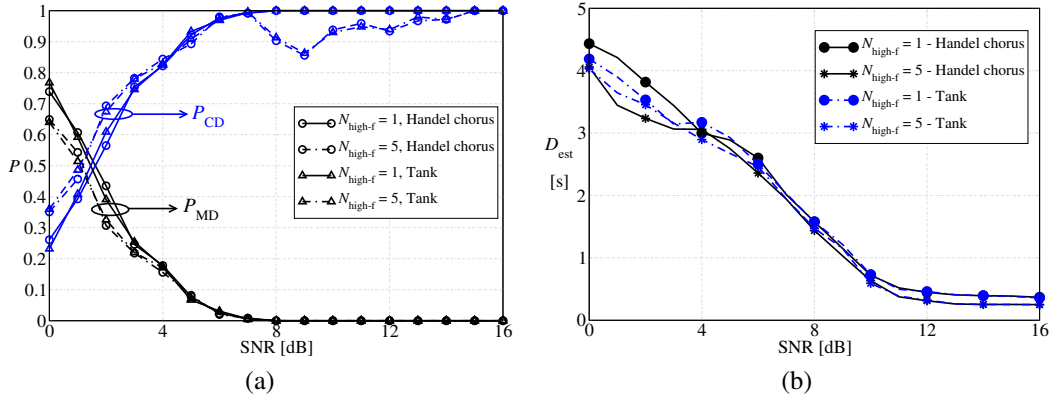 1
0.9
0.8
0.7
0.6
0.5
0.4
0.3
0.2
0.1
0
P
P_CD
P_MD
N_high-f = 1, Handel chorus
N_high-f = 5, Handel chorus
N_high-f = 1, Tank
N_high-f = 5, Tank
0 4 8 12 16
SNR [dB]
(a)
5
4
3
2
1
0
D_est
[s]
N_high-f = 1 - Handel chorus
N_high-f = 5 - Handel chorus
N_high-f = 1 - Tank
N_high-f = 5 - Tank
0 4 8 12 16
SNR [dB]
(b)